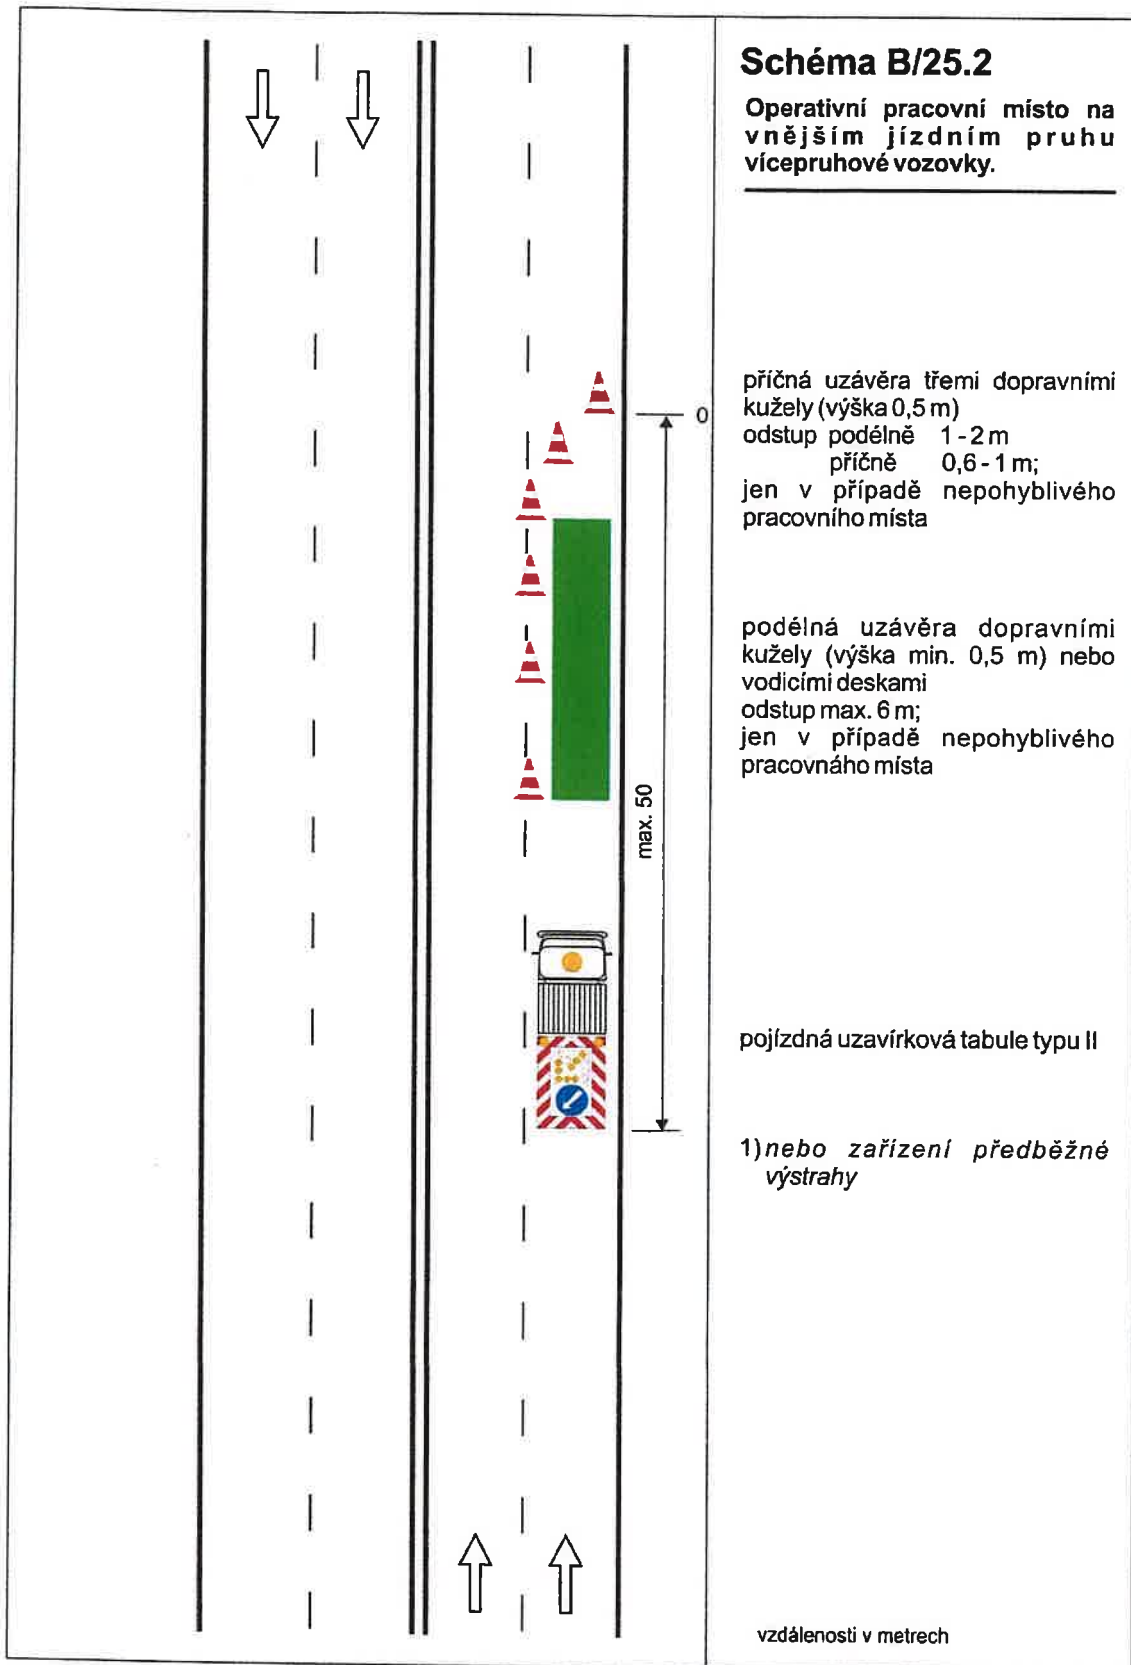 Schéma B/25.2
Operativní pracovní místo na
vnějším jízdním pruhu
vícepruhové vozovky.
příčná uzávěra třemi dopravními
kužely (výška 0,5 m)
odstup podélně 1 - 2 m
příčně 0,6 - 1 m;
jen v případě nepohyblivého
pracovního místa
0
podélná uzávěra dopravními
kužely (výška min. 0,5 m) nebo
vodicími deskami
odstup max. 6 m;
jen v případě nepohyblivého
pracovnáho místa
max. 50
pojízdná uzavírková tabule typu II
1) nebo zařízení předběžné
výstrahy
vzdálenosti v metrech